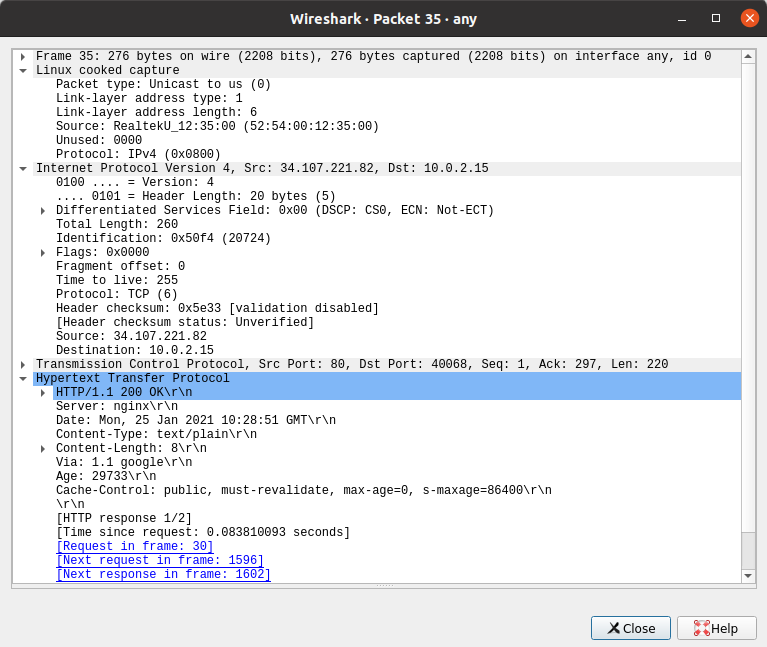 Wireshark · Packet 35 · any
Frame 35: 276 bytes on wire (2208 bits), 276 bytes captured (2208 bits) on interface any, id 0
Linux cooked capture
Packet type: Unicast to us (0)
Link-layer address type: 1
Link-layer address length: 6
Source: RealtekU_12:35:00 (52:54:00:12:35:00)
Unused: 0000
Protocol: IPv4 (0x0800)
Internet Protocol Version 4, Src: 34.107.221.82, Dst: 10.0.2.15
0100 .... = Version: 4
.... 0101 = Header Length: 20 bytes (5)
Differentiated Services Field: 0x00 (DSCP: CS0, ECN: Not-ECT)
Total Length: 260
Identification: 0x50f4 (20724)
Flags: 0x0000
Fragment offset: 0
Time to live: 255
Protocol: TCP (6)
Header checksum: 0x5e33 [validation disabled]
[Header checksum status: Unverified]
Source: 34.107.221.82
Destination: 10.0.2.15
Transmission Control Protocol, Src Port: 80, Dst Port: 40068, Seq: 1, Ack: 297, Len: 220
Hypertext Transfer Protocol
HTTP/1.1 200 OK\r\n
Server: nginx\r\n
Date: Mon, 25 Jan 2021 10:28:51 GMT\r\n
Content-Type: text/plain\r\n
Content-Length: 8\r\n
Via: 1.1 google\r\n
Age: 29733\r\n
Cache-Control: public, must-revalidate, max-age=0, s-maxage=86400\r\n
\r\n
[HTTP response 1/2]
[Time since request: 0.083810093 seconds]
[Request in frame: 30]
[Next request in frame: 1596]
[Next response in frame: 1602]
Close Help